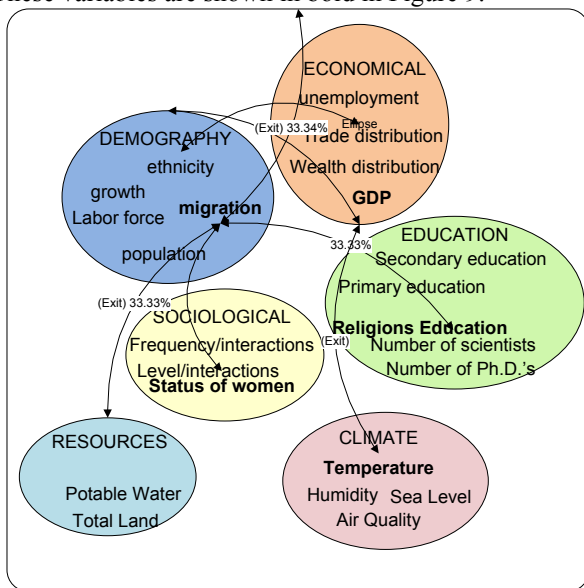 These variables are shown in bold in Figure 9.
ECONOMICAL
unemployment
Ellipse
Trade distribution
Wealth distribution
GDP
(Exit) 33.34%
DEMOGRAPHY
ethnicity
growth
Labor force
migration
population
33.33%
EDUCATION
Secondary education
Primary education
Religions Education
Number of scientists
Number of Ph.D.'s
(Exit) 33.33%
SOCIOLOGICAL
Frequency/interactions
Level/interactions
Status of women
(Exit)
RESOURCES
Potable Water
Total Land
CLIMATE
Temperature
Humidity
Sea Level
Air Quality